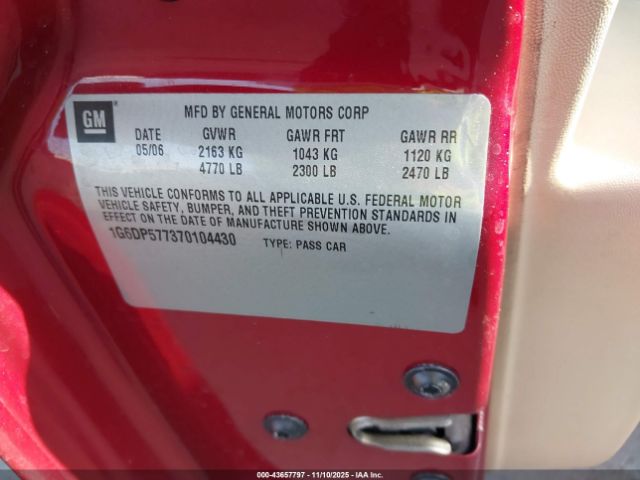 GM
MFD BY GENERAL MOTORS CORP
DATE GVWR GAWR FRT GAWR RR
05/06 2163 KG 1043 KG 1120 KG
4770 LB 2300 LB 2470 LB
THIS VEHICLE CONFORMS TO ALL APPLICABLE U.S. FEDERAL MOTOR
VEHICLE SAFETY, BUMPER, AND THEFT PREVENTION STANDARDS IN
EFFECT ON THE DATE OF MANUFACTURE SHOWN ABOVE.
1G6DP577370104430 TYPE: PASS CAR
000-43657797 - 11/10/2025 - IAA Inc.